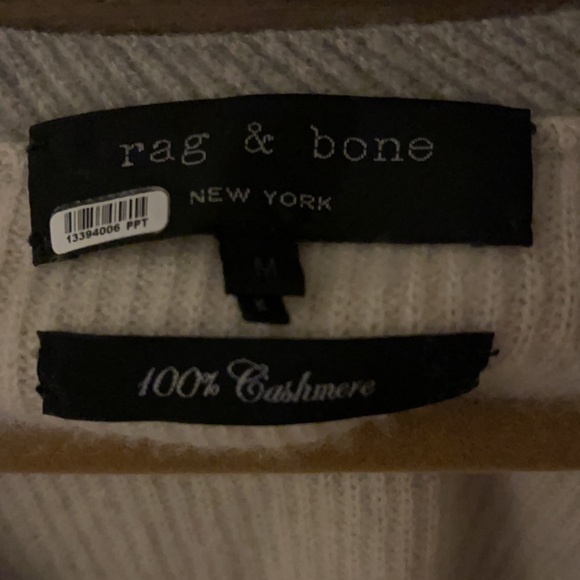 rag & bone
NEW YORK
13394006 PPT
M
100% Cashmere